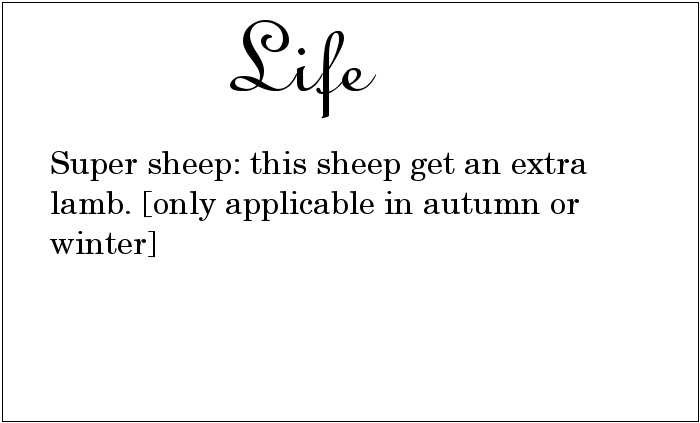 Life
Super sheep: this sheep get an extra
lamb. [only applicable in autumn or
winter]